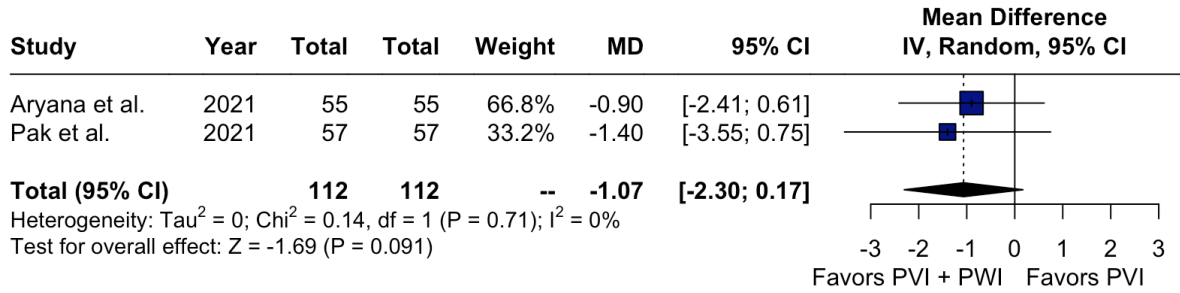 Mean Difference
Study Year Total Total Weight MD 95% CI IV, Random, 95% CI
Aryana et al. 2021 55 55 66.8% -0.90 [-2.41; 0.61]
Pak et al. 2021 57 57 33.2% -1.40 [-3.55; 0.75]
Total (95% CI) 112 112 -- -1.07 [-2.30; 0.17]
Heterogeneity: Tau² = 0; Chi² = 0.14, df = 1 (P = 0.71); I² = 0%
Test for overall effect: Z = -1.69 (P = 0.091)
-3 -2 -1 0 1 2 3
Favors PVI + PWI Favors PVI